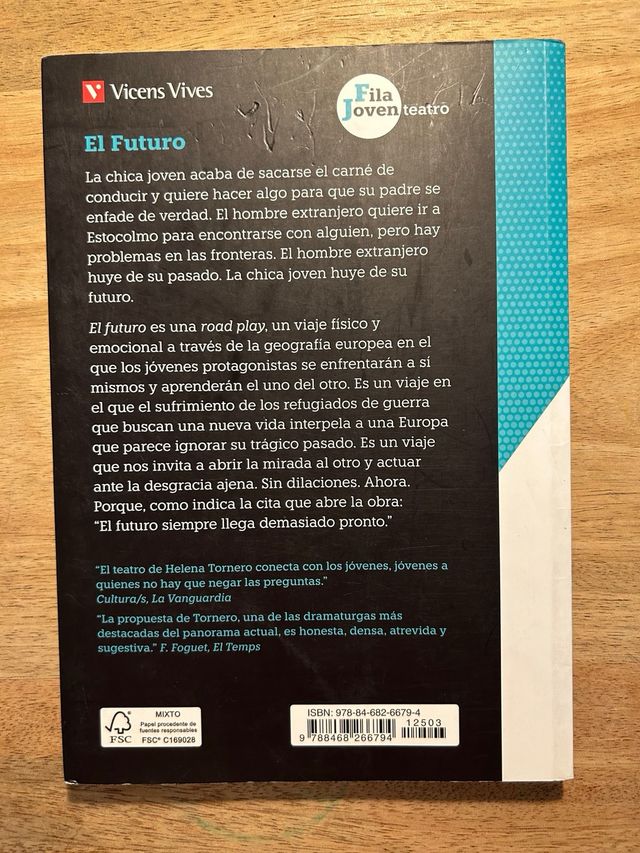 V Vicens Vives
Fila
Joven teatro
El Futuro
La chica joven acaba de sacarse el carné de
conducir y quiere hacer algo para que su padre se
enfade de verdad. El hombre extranjero quiere ir a
Estocolmo para encontrarse con alguien, pero hay
problemas en las fronteras. El hombre extranjero
huye de su pasado. La chica joven huye de su
futuro.
El futuro es una road play, un viaje físico y
emocional a través de la geografía europea en el
que los jóvenes protagonistas se enfrentarán a sí
mismos y aprenderán el uno del otro. Es un viaje en
el que el sufrimiento de los refugiados de guerra
que buscan una nueva vida interpela a una Europa
que parece ignorar su trágico pasado. Es un viaje
que nos invita a abrir la mirada al otro y actuar
ante la desgracia ajena. Sin dilaciones. Ahora.
Porque, como indica la cita que abre la obra:
“El futuro siempre llega demasiado pronto.”
“El teatro de Helena Tornero conecta con los jóvenes, jóvenes a
quienes no hay que negar las preguntas.”
Cultura/s, La Vanguardia
“La propuesta de Tornero, una de las dramaturgas más
destacadas del panorama actual, es honesta, densa, atrevida y
sugestiva.” F. Foguet, El Temps
FSC
MIXTO
Papel procedente de
fuentes responsables
FSC® C169028
ISBN: 978-84-682-6679-4
12503
9 788468 266794